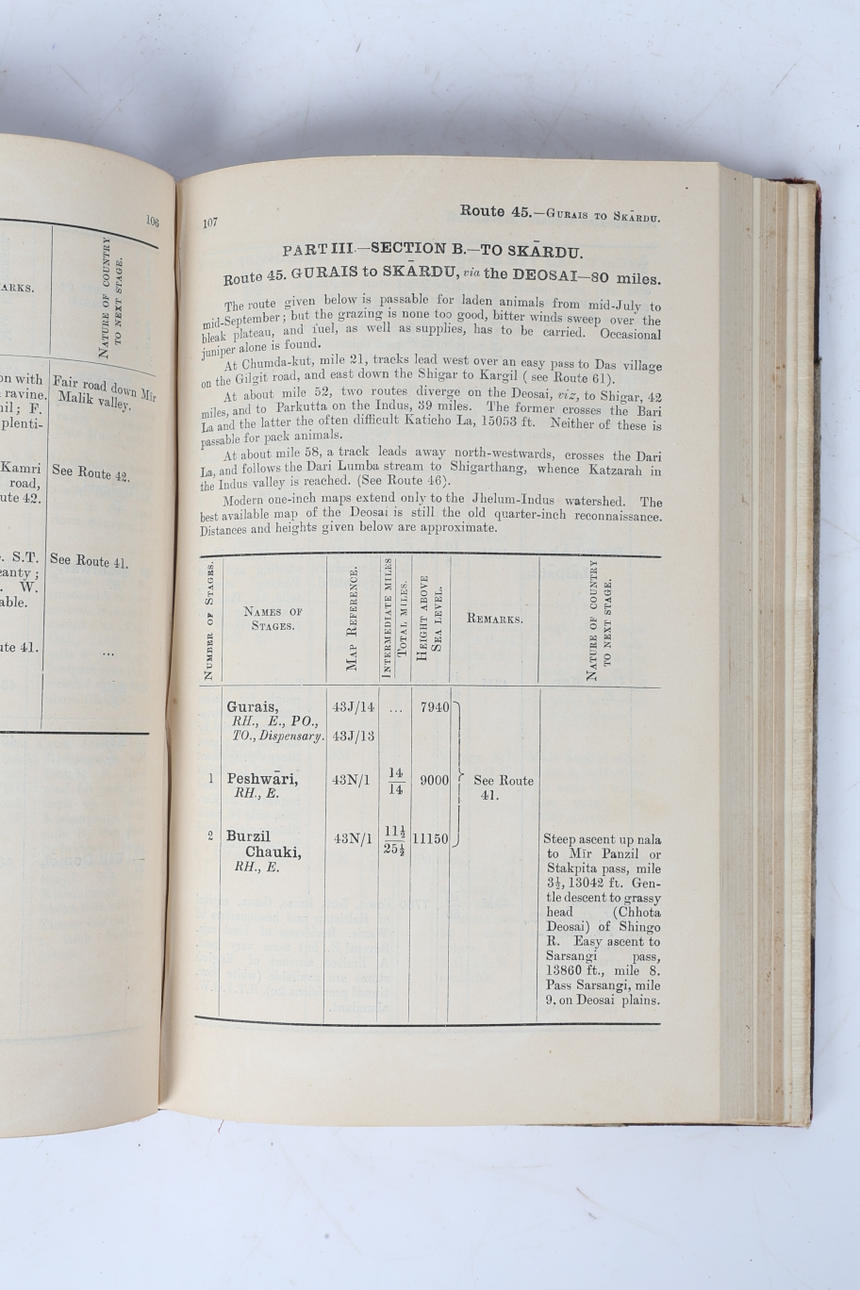 106
ARKS.
NATURE OF COUNTRY
TO NEXT STAGE.
on with
ravine.
il; F.
plenti-
Fair road down Mir
Malik valley.
Kamri
road,
ute 42.
See Route 42.
S.T.
anty;
W.
able.
See Route 41.
ute 41.
...
107
Route 45.—GURAIS TO SKĀRDU.
PART III.—SECTION B.—TO SKĀRDU.
Route 45. GURAIS to SKĀRDU, via the DEOSAI—80 miles.
The route given below is passable for laden animals from mid-July to
mid-September; but the grazing is none too good, bitter winds sweep over the
bleak plateau, and fuel, as well as supplies, has to be carried. Occasional
juniper alone is found.
At Chumda-kut, mile 21, tracks lead west over an easy pass to Das village
on the Gilgit road, and east down the Shigar to Kargil ( see Route 61).
At about mile 52, two routes diverge on the Deosai, viz, to Shigar, 42
miles, and to Parkutta on the Indus, 39 miles. The former crosses the Bari
La and the latter the often difficult Katicho La, 15053 ft. Neither of these is
passable for pack animals.
At about mile 58, a track leads away north-westwards, crosses the Dari
La, and follows the Dari Lumba stream to Shigarthang, whence Katzarah in
the Indus valley is reached. (See Route 46).
Modern one-inch maps extend only to the Jhelum-Indus watershed. The
best available map of the Deosai is still the old quarter-inch reconnaissance.
Distances and heights given below are approximate.
NUMBER OF STAGES.
NAMES OF
STAGES.
MAP REFERENCE.
INTERMEDIATE MILES
TOTAL MILES.
HEIGHT ABOVE
SEA LEVEL.
REMARKS.
NATURE OF COUNTRY
TO NEXT STAGE.
Gurais, 43J/14 ... 7940
RH., E., PO.,
TO., Dispensary. 43J/13
1 Peshwāri, 43N/1 14 9000 See Route
RH., E. 14 41.
2 Burzil 43N/1 11½ 11150
Chauki, 25½
RH., E.
Steep ascent up nala
to Mīr Panzil or
Stakpita pass, mile
3½, 13042 ft. Gen-
tle descent to grassy
head (Chhota
Deosai) of Shingo
R. Easy ascent to
Sarsangi pass,
13860 ft., mile 8.
Pass Sarsangi, mile
9, on Deosai plains.